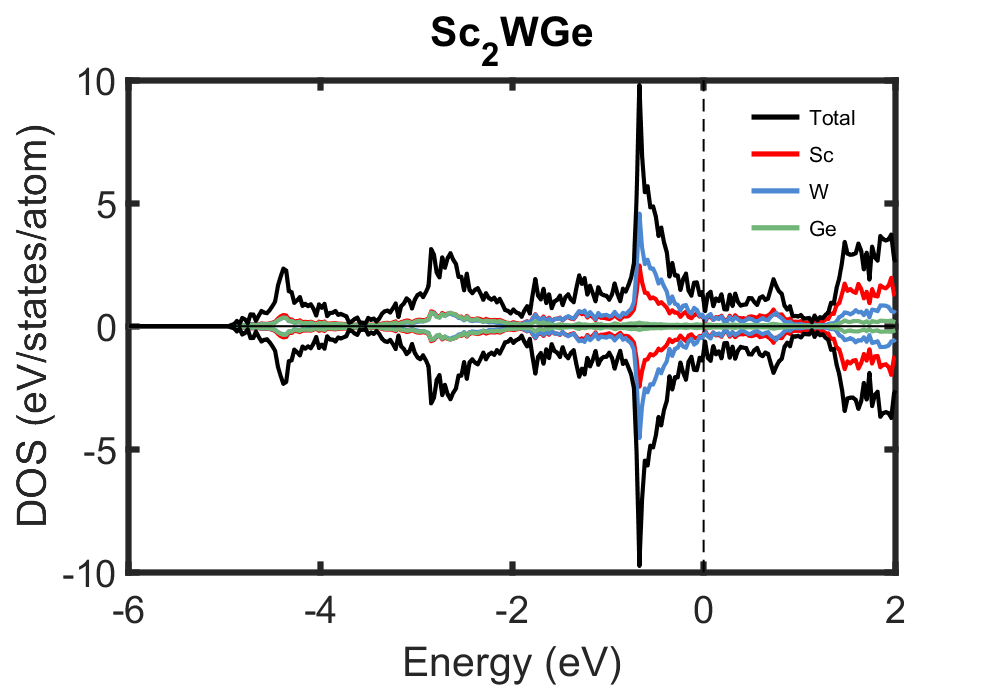 Sc2WGe
10
5
0
-5
-10
DOS (eV/states/atom)
Total
Sc
W
Ge
-6 -4 -2 0 2
Energy (eV)